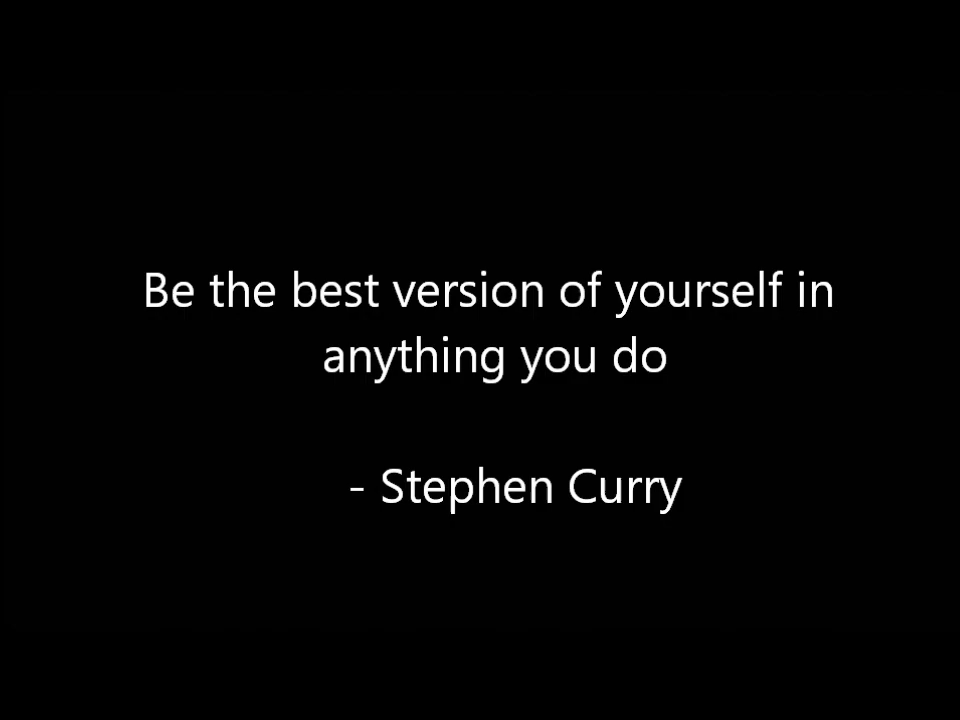 Be the best version of yourself in
anything you do
- Stephen Curry